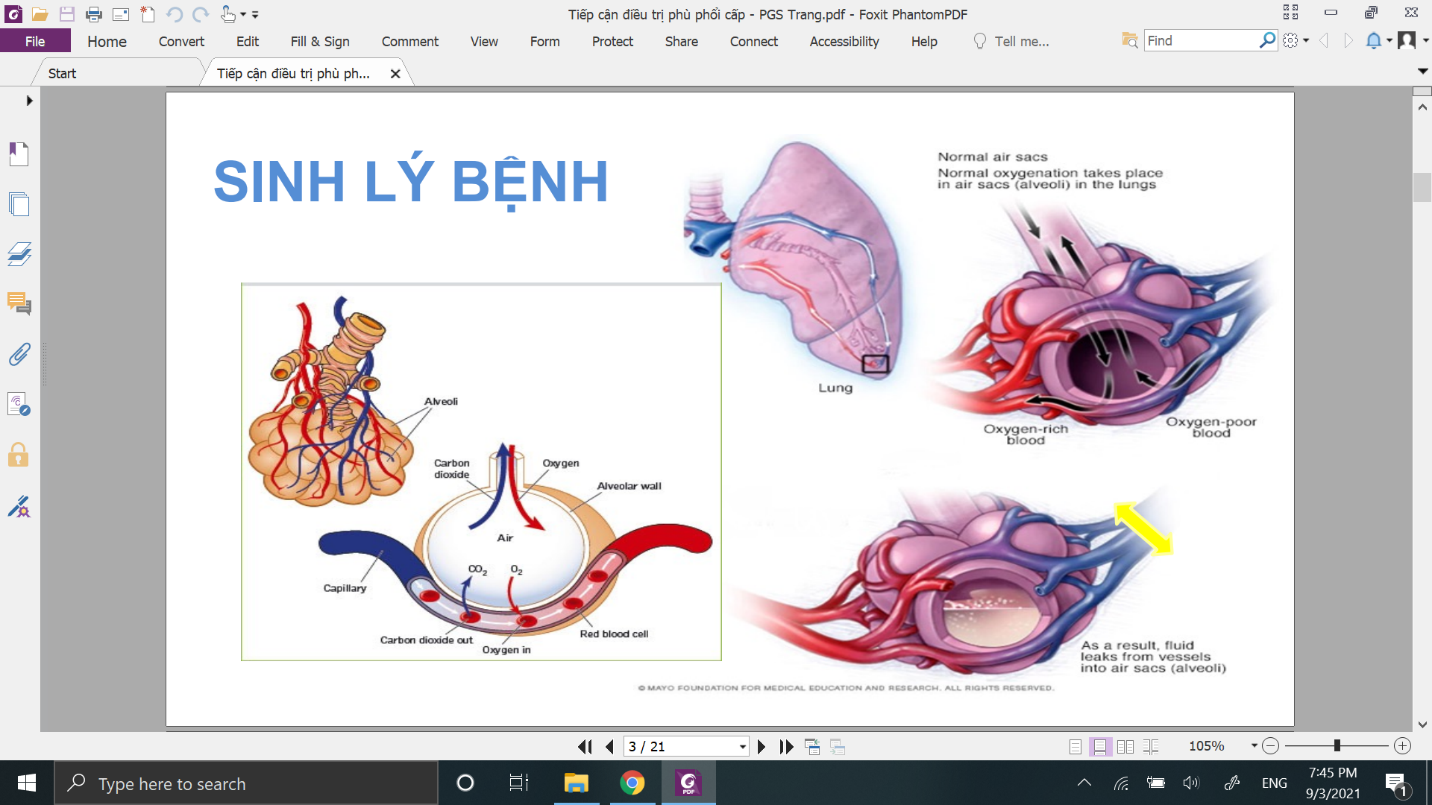 Tiếp cận điều trị phù phổi cấp - PGS Trang.pdf - Foxit PhantomPDF
File Home Convert Edit Fill & Sign Comment View Form Protect Share Connect Accessibility Help Tell me... Find
Start Tiếp cận điều trị phù ph...
SINH LÝ BỆNH
Normal air sacs
Normal oxygenation takes place
in air sacs (alveoli) in the lungs
Lung
Oxygen-rich
blood
Oxygen-poor
blood
Alveoli
Carbon
dioxide
Oxygen
Alveolar wall
Air
CO2
O2
Capillary
Carbon dioxide out
Oxygen in
Red blood cell
As a result, fluid
leaks from vessels
into air sacs (alveoli)
© MAYO FOUNDATION FOR MEDICAL EDUCATION AND RESEARCH. ALL RIGHTS RESERVED.
3 / 21
105%
Type here to search
PDF
ENG
7:45 PM
9/3/2021
1